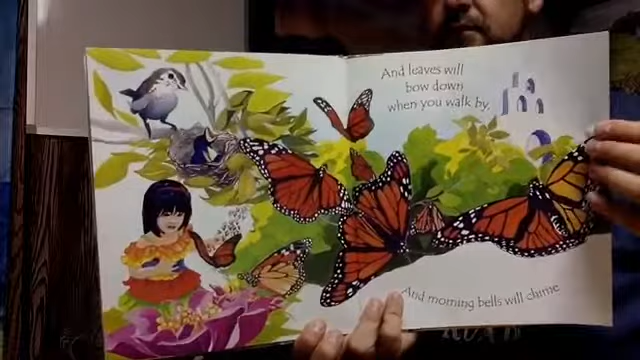 And leaves will
bow down
when you walk by,
And morning bells will chime